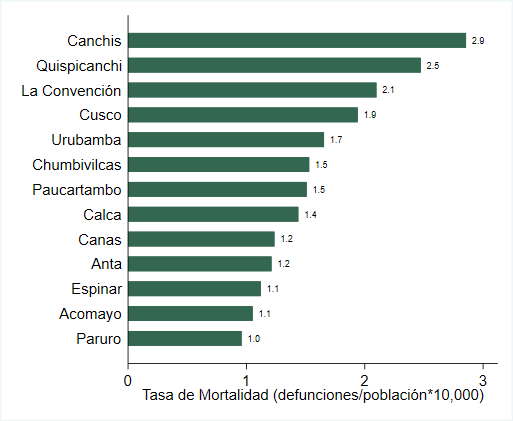 Canchis 2.9
Quispicanchi 2.5
La Convención 2.1
Cusco 1.9
Urubamba 1.7
Chumbivilcas 1.5
Paucartambo 1.5
Calca 1.4
Canas 1.2
Anta 1.2
Espinar 1.1
Acomayo 1.1
Paruro 1.0
0 1 2 3
Tasa de Mortalidad (defunciones/población*10,000)